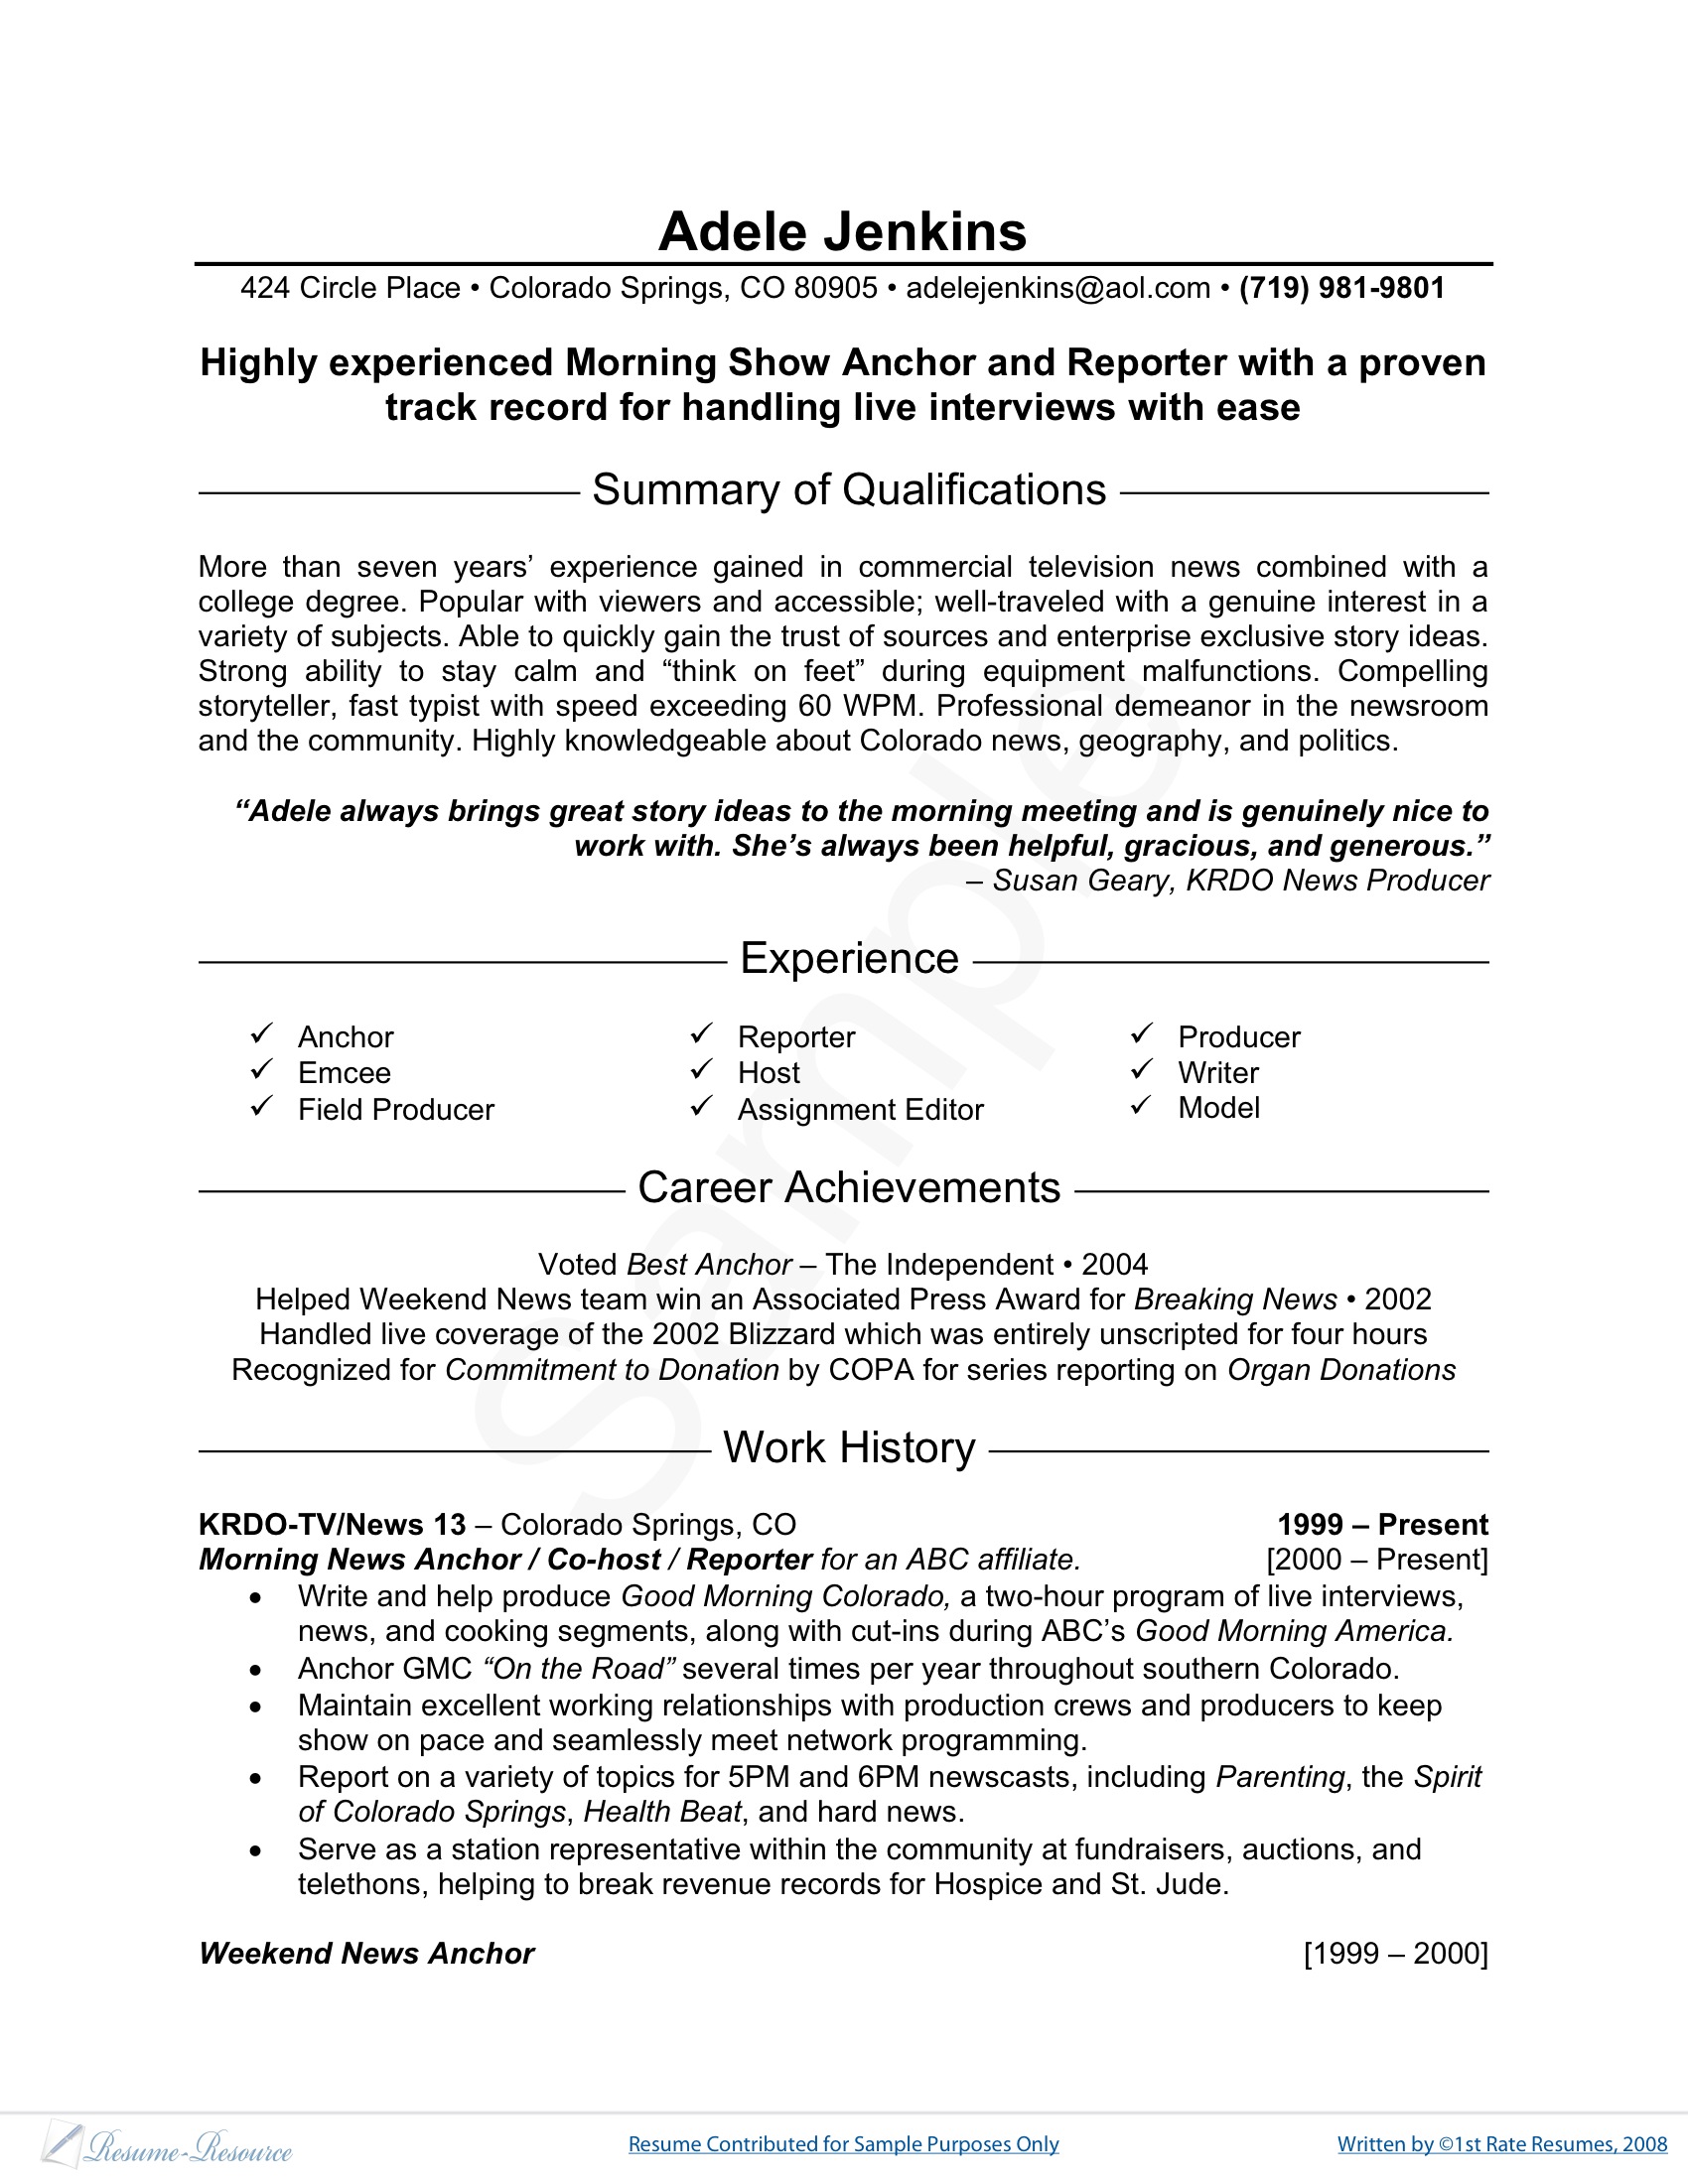 Adele Jenkins
424 Circle Place • Colorado Springs, CO 80905 • adelejenkins@aol.com • (719) 981-9801
Highly experienced Morning Show Anchor and Reporter with a proven
track record for handling live interviews with ease
Summary of Qualifications
More than seven years’ experience gained in commercial television news combined with a
college degree. Popular with viewers and accessible; well-traveled with a genuine interest in a
variety of subjects. Able to quickly gain the trust of sources and enterprise exclusive story ideas.
Strong ability to stay calm and “think on feet” during equipment malfunctions. Compelling
storyteller, fast typist with speed exceeding 60 WPM. Professional demeanor in the newsroom
and the community. Highly knowledgeable about Colorado news, geography, and politics.
“Adele always brings great story ideas to the morning meeting and is genuinely nice to
work with. She’s always been helpful, gracious, and generous.”
– Susan Geary, KRDO News Producer
Experience
✓ Anchor ✓ Reporter ✓ Producer
✓ Emcee ✓ Host ✓ Writer
✓ Field Producer ✓ Assignment Editor ✓ Model
Career Achievements
Voted Best Anchor – The Independent • 2004
Helped Weekend News team win an Associated Press Award for Breaking News • 2002
Handled live coverage of the 2002 Blizzard which was entirely unscripted for four hours
Recognized for Commitment to Donation by COPA for series reporting on Organ Donations
Work History
KRDO-TV/News 13 – Colorado Springs, CO 1999 – Present
Morning News Anchor / Co-host / Reporter for an ABC affiliate. [2000 – Present]
• Write and help produce Good Morning Colorado, a two-hour program of live interviews,
news, and cooking segments, along with cut-ins during ABC’s Good Morning America.
• Anchor GMC “On the Road” several times per year throughout southern Colorado.
• Maintain excellent working relationships with production crews and producers to keep
show on pace and seamlessly meet network programming.
• Report on a variety of topics for 5PM and 6PM newscasts, including Parenting, the Spirit
of Colorado Springs, Health Beat, and hard news.
• Serve as a station representative within the community at fundraisers, auctions, and
telethons, helping to break revenue records for Hospice and St. Jude.
Weekend News Anchor [1999 – 2000]
Sample
Resume-Resource
Resume Contributed for Sample Purposes Only
Written by ©1st Rate Resumes, 2008